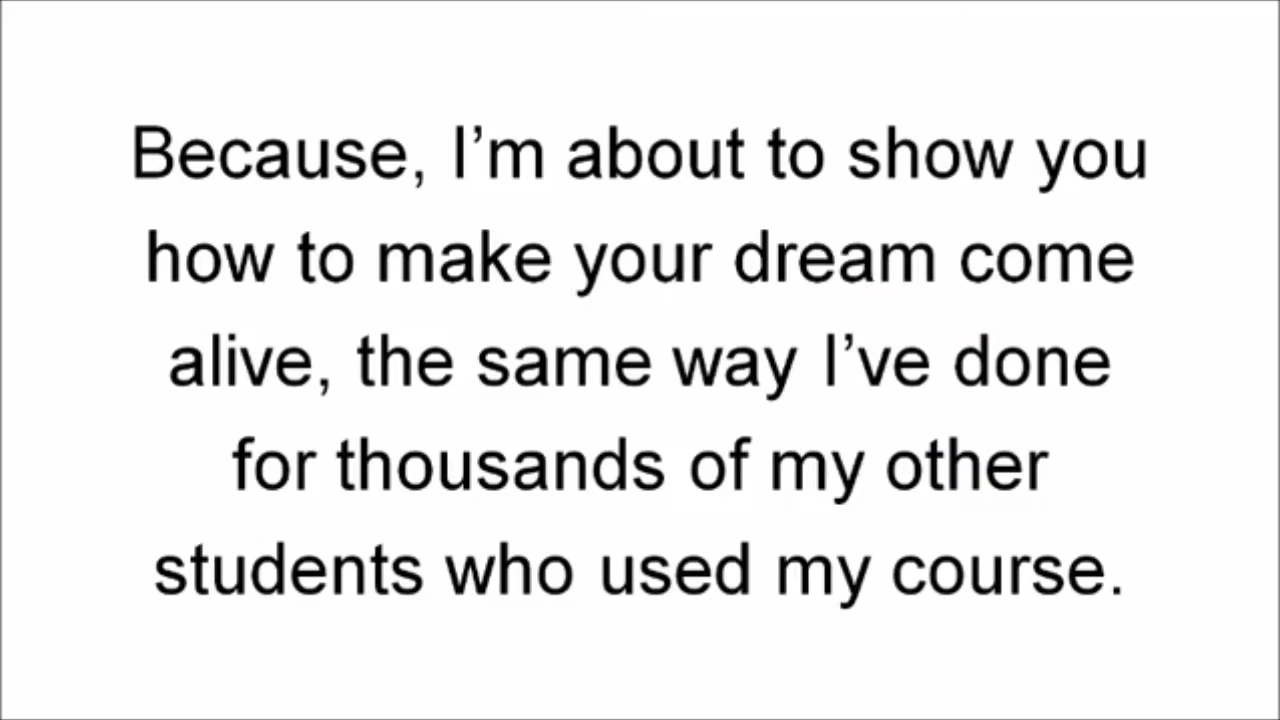 Because, I’m about to show you
how to make your dream come
alive, the same way I’ve done
for thousands of my other
students who used my course.